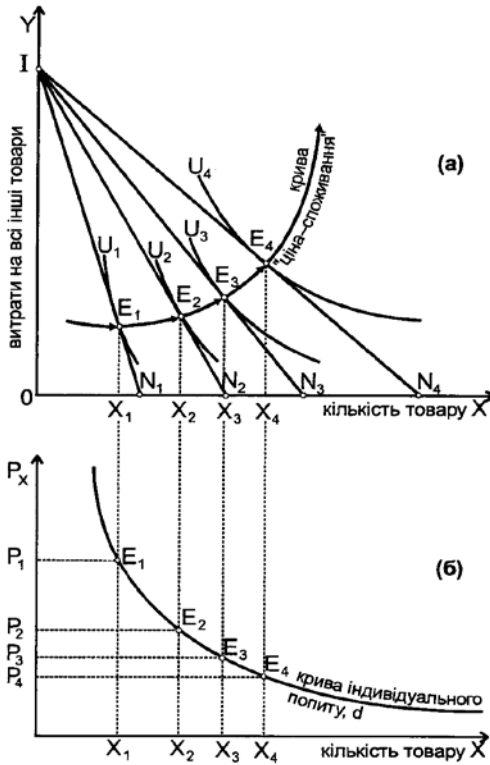 Y
I
витрати на всі інші товари
(а)
U₄
крива
"ціна–споживання"
U₁
U₂
U₃
E₄
E₁
E₂
E₃
0
N₁
N₂
N₃
N₄
X₁
X₂
X₃
X₄
кількість товару X
Pₓ
(б)
P₁
E₁
P₂
E₂
P₃
E₃
P₄
E₄
крива індивідуального
попиту, d
X₁
X₂
X₃
X₄
кількість товару X